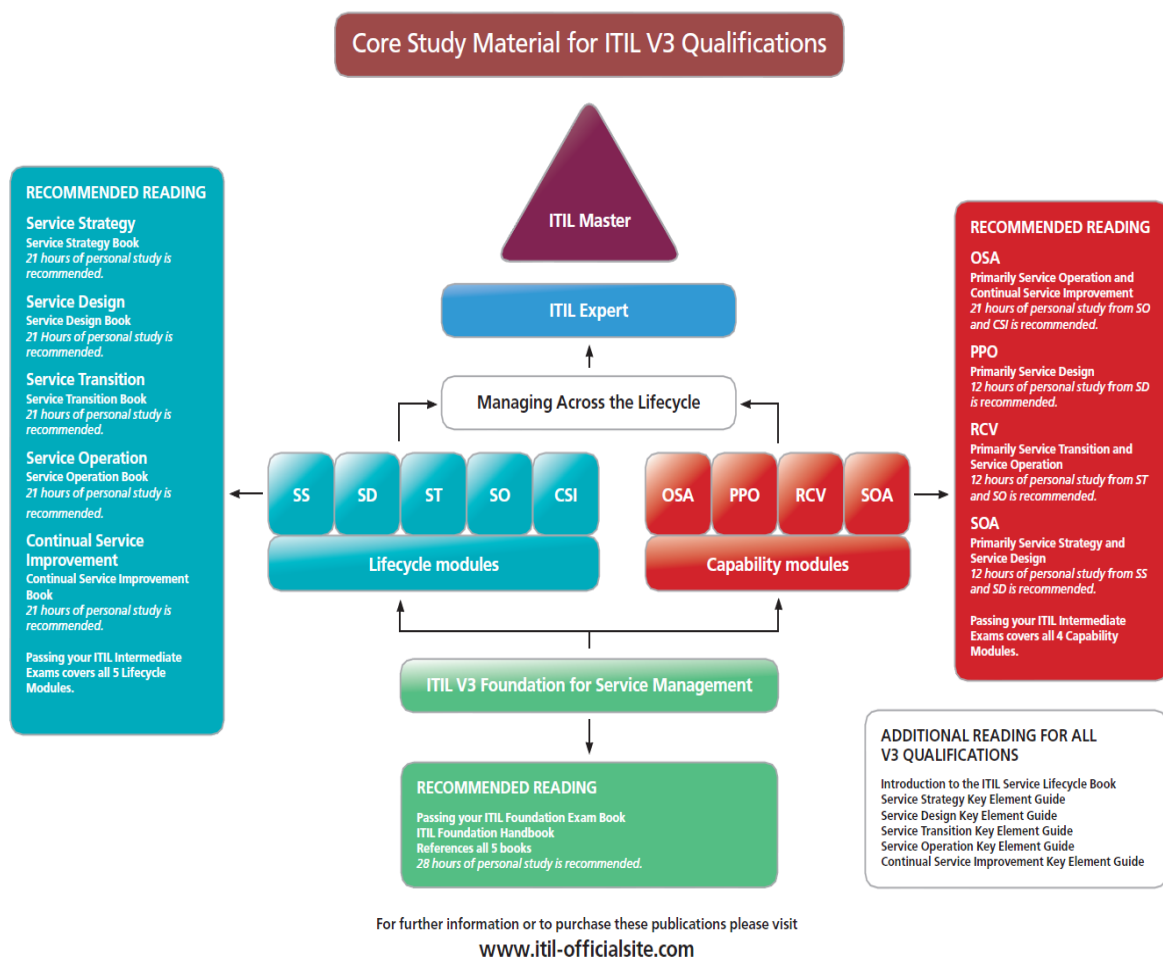 Core Study Material for ITIL V3 Qualifications
RECOMMENDED READING
Service Strategy
Service Strategy Book
21 hours of personal study is
recommended.
Service Design
Service Design Book
21 Hours of personal study is
recommended.
Service Transition
Service Transition Book
21 hours of personal study is
recommended.
Service Operation
Service Operation Book
21 hours of personal study is
recommended.
Continual Service
Improvement
Continual Service Improvement
Book
21 hours of personal study is
recommended.
Passing your ITIL Intermediate
Exams covers all 5 Lifecycle
Modules.
ITIL Master
ITIL Expert
Managing Across the Lifecycle
SS
SD
ST
SO
CSI
Lifecycle modules
OSA
PPO
RCV
SOA
Capability modules
ITIL V3 Foundation for Service Management
RECOMMENDED READING
Passing your ITIL Foundation Exam Book
ITIL Foundation Handbook
References all 5 books
28 hours of personal study is recommended.
RECOMMENDED READING
OSA
Primarily Service Operation and
Continual Service Improvement
21 hours of personal study from SO
and CSI is recommended.
PPO
Primarily Service Design
12 hours of personal study from SD
is recommended.
RCV
Primarily Service Transition and
Service Operation
12 hours of personal study from ST
and SO is recommended.
SOA
Primarily Service Strategy and
Service Design
12 hours of personal study from SS
and SD is recommended.
Passing your ITIL Intermediate
Exams covers all 4 Capability
Modules.
ADDITIONAL READING FOR ALL
V3 QUALIFICATIONS
Introduction to the ITIL Service Lifecycle Book
Service Strategy Key Element Guide
Service Design Key Element Guide
Service Transition Key Element Guide
Service Operation Key Element Guide
Continual Service Improvement Key Element Guide
For further information or to purchase these publications please visit
www.itil-officialsite.com